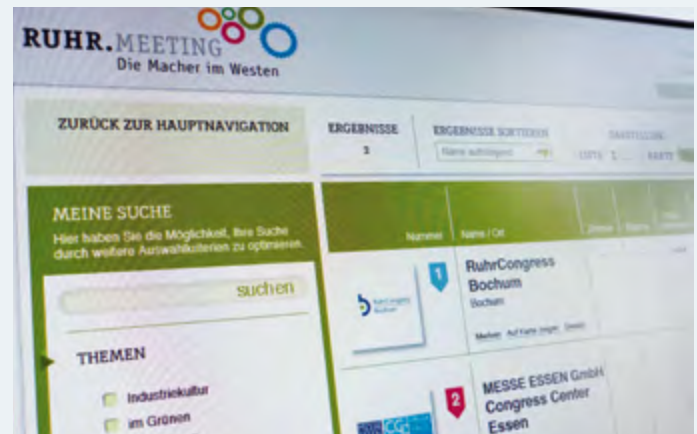 RUHR.MEETING
Die Macher im Westen
ZURÜCK ZUR HAUPTNAVIGATION
ERGEBNISSE
3
ERGEBNISSE SORTIEREN
DARSTELLUNG
Name aufsteigend
LISTE
KARTE
MEINE SUCHE
Hier haben Sie die Möglichkeit, Ihre Suche
durch weitere Auswahlkriterien zu optimieren.
suchen
THEMEN
Industriekultur
im Grünen
Nummer
Name / Ort
1
RuhrCongress
Bochum
Bochum
Merken Auf Karte zeigen Details
2
MESSE ESSEN GmbH
Congress Center
Essen